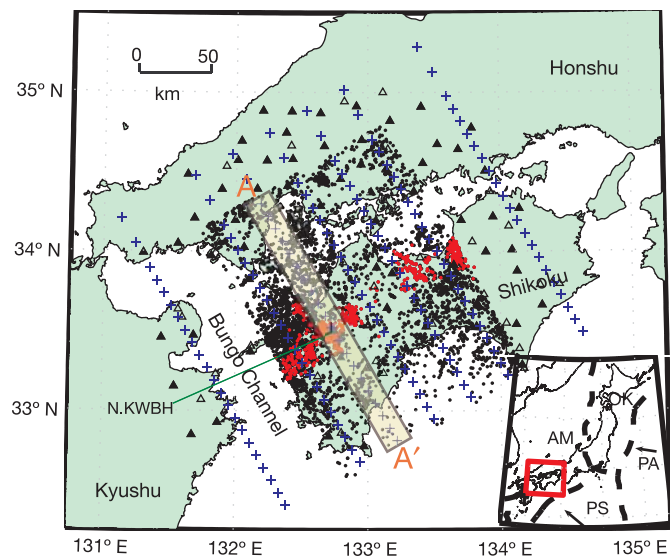 0 50
km
Honshu
35° N
A
34° N
Shikoku
Bungo Channel
33° N
N.KWBH
A′
Kyushu
OK
AM
PA
PS
131° E 132° E 133° E 134° E 135° E